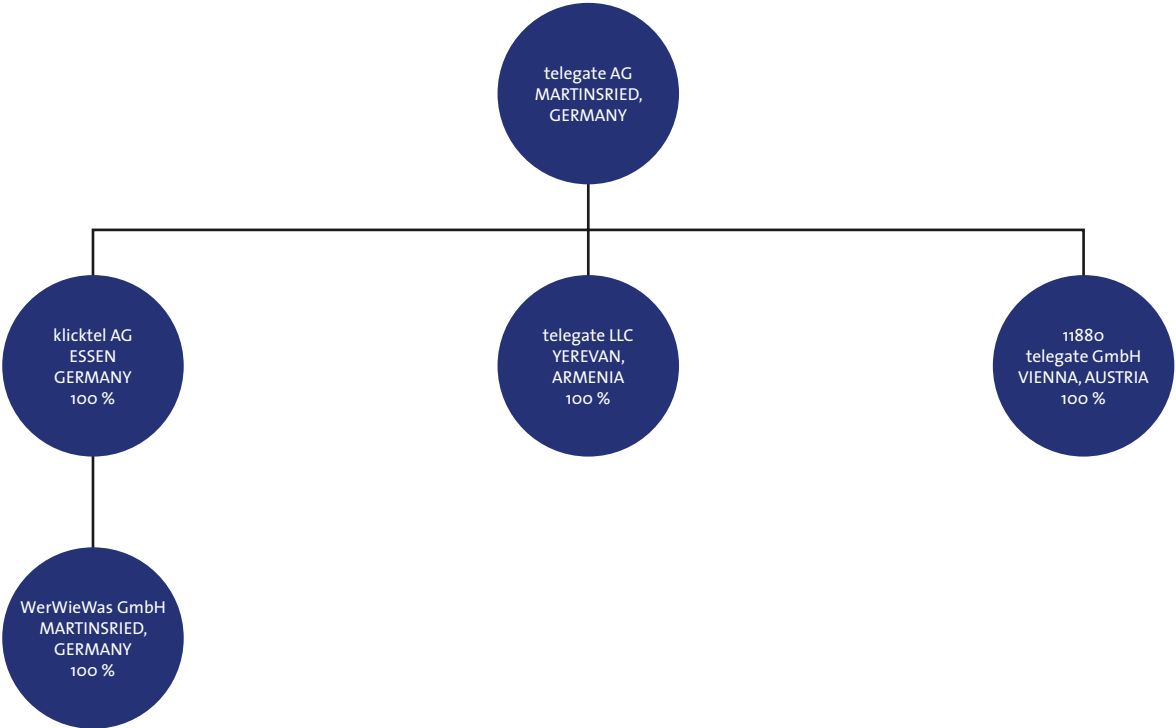 telegate AG
MARTINSRIED,
GERMANY
klicktel AG
ESSEN
GERMANY
100 %
telegate LLC
YEREVAN,
ARMENIA
100 %
11880
telegate GmbH
VIENNA, AUSTRIA
100 %
WerWieWas GmbH
MARTINSRIED,
GERMANY
100 %